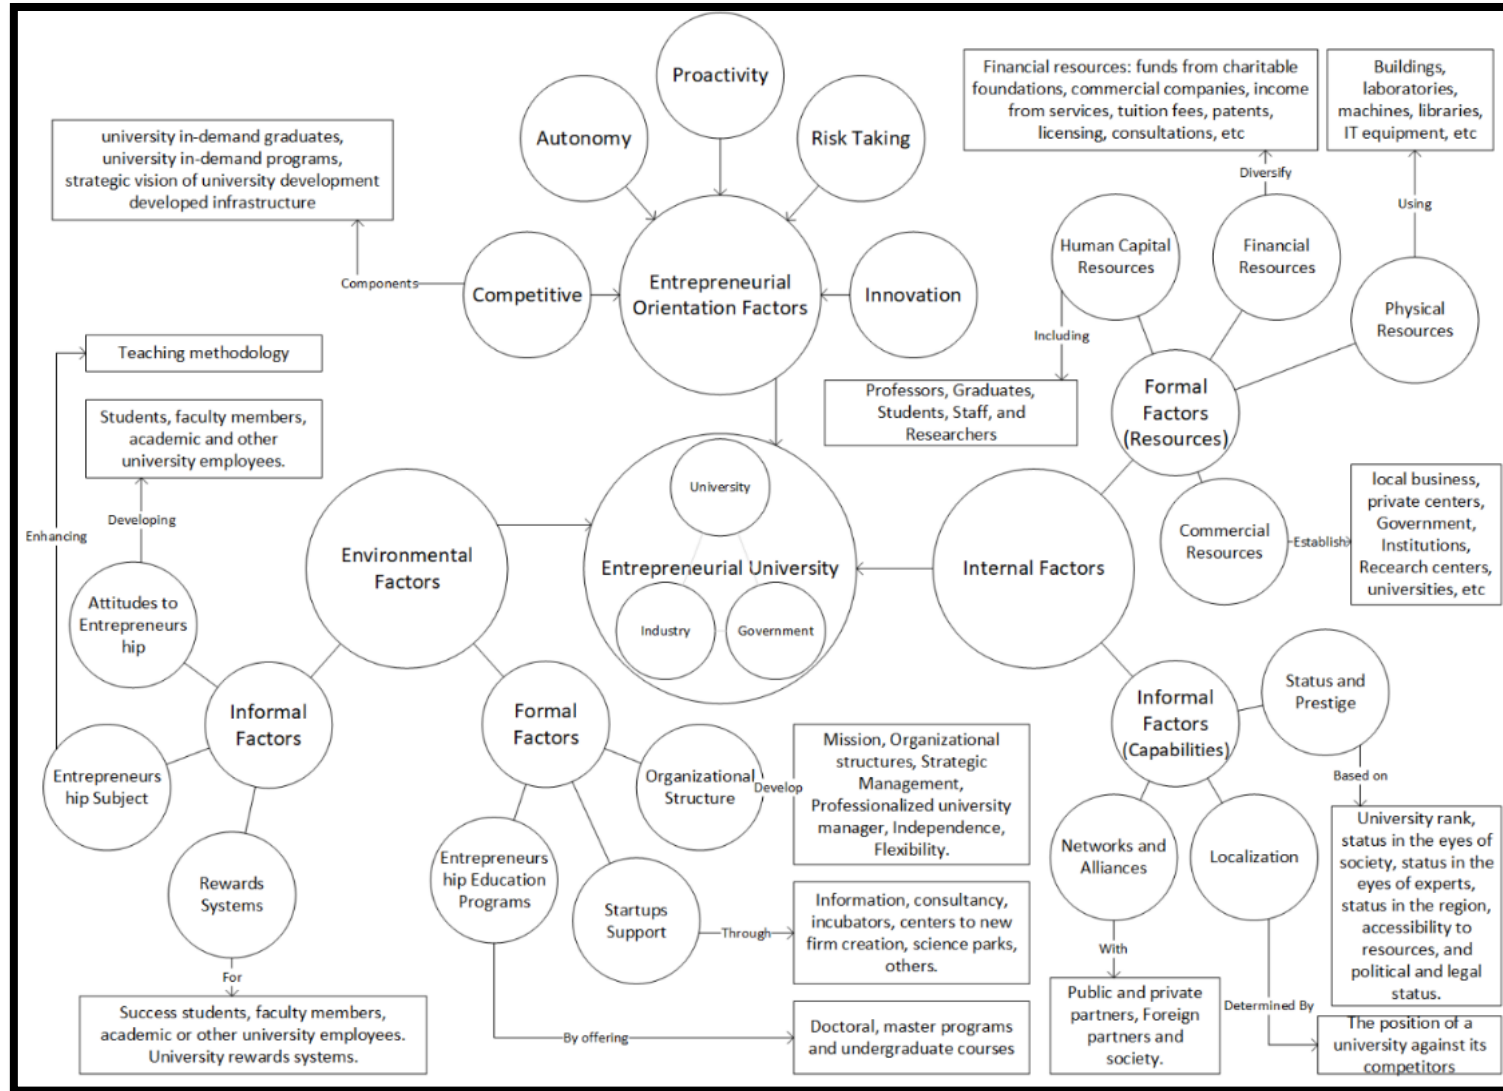 Proactivity
Autonomy
Risk Taking
Competitive
Entrepreneurial
Orientation Factors
Innovation
university in-demand graduates,
university in-demand programs,
strategic vision of university development
developed infrastructure
Components
Financial resources: funds from charitable
foundations, commercial companies, income
from services, tuition fees, patents,
licensing, consultations, etc
Buildings,
laboratories,
machines, libraries,
IT equipment, etc
Diversify
Using
Human Capital
Resources
Financial
Resources
Physical
Resources
Including
Professors, Graduates,
Students, Staff, and
Researchers
Formal
Factors
(Resources)
Commercial
Resources
Establish
local business,
private centers,
Government,
Institutions,
Recearch centers,
universities, etc
Teaching methodology
Students, faculty members,
academic and other
university employees.
Developing
Enhancing
Attitudes to
Entrepreneurs
hip
Environmental
Factors
University
Entrepreneurial University
Industry
Government
Internal Factors
Informal
Factors
Entrepreneurs
hip Subject
Rewards
Systems
For
Success students, faculty members,
academic or other university employees.
University rewards systems.
Formal
Factors
Organizational
Structure
Develop
Mission, Organizational
structures, Strategic
Management,
Professionalized university
manager, Independence,
Flexibility.
Entrepreneurs
hip Education
Programs
Startups
Support
Through
Information, consultancy,
incubators, centers to new
firm creation, science parks,
others.
By offering
Doctoral, master programs
and undergraduate courses
Informal
Factors
(Capabilities)
Status and
Prestige
Based on
University rank,
status in the eyes of
society, status in the
eyes of experts,
status in the region,
accessibility to
resources, and
political and legal
status.
Networks and
Alliances
Localization
With
Public and private
partners, Foreign
partners and
society.
Determined By
The position of a
university against its
competitors